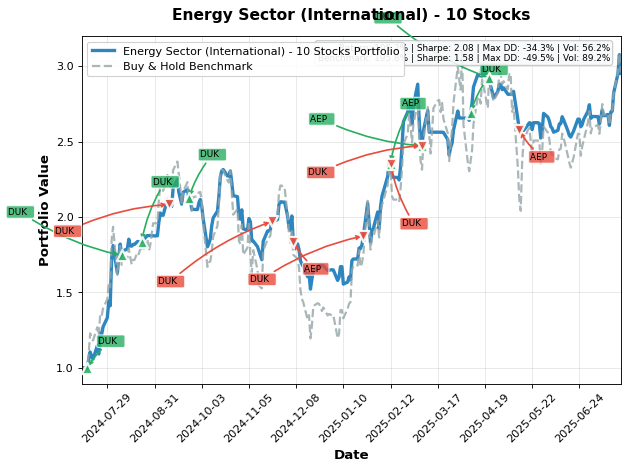 Energy Sector (International) - 10 Stocks
DUK
% | Sharpe: 2.08 | Max DD: -34.3% | Vol: 56.2%
% | Sharpe: 1.58 | Max DD: -49.5% | Vol: 89.2%
Energy Sector (International) - 10 Stocks Portfolio
Buy & Hold Benchmark
DUK
AEP
AEP
DUK
AEP
DUK
DUK
DUK
DUK
DUK
DUK
AEP
DUK
DUK
DUK
Portfolio Value
3.0
2.5
2.0
1.5
1.0
2024-07-29
2024-08-31
2024-10-03
2024-11-05
2024-12-08
2025-01-10
2025-02-12
2025-03-17
2025-04-19
2025-05-22
2025-06-24
Date